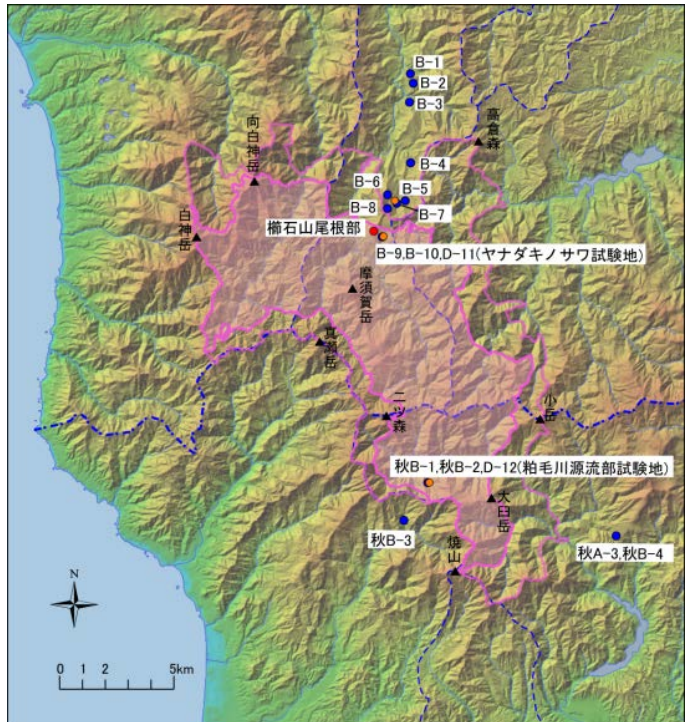 B-1
B-2
B-3
高倉森
向白神岳
B-4
B-6
B-5
B-8
B-7
白神岳
櫛石山尾根部
B-9,B-10,D-11(ヤナダキノサワ試験地)
摩須賀岳
真瀬岳
二ツ森
小岳
秋B-1,秋B-2,D-12(粕毛川源流部試験地)
大臼岳
秋B-3
秋A-3,秋B-4
焼山
N
0 1 2 5km